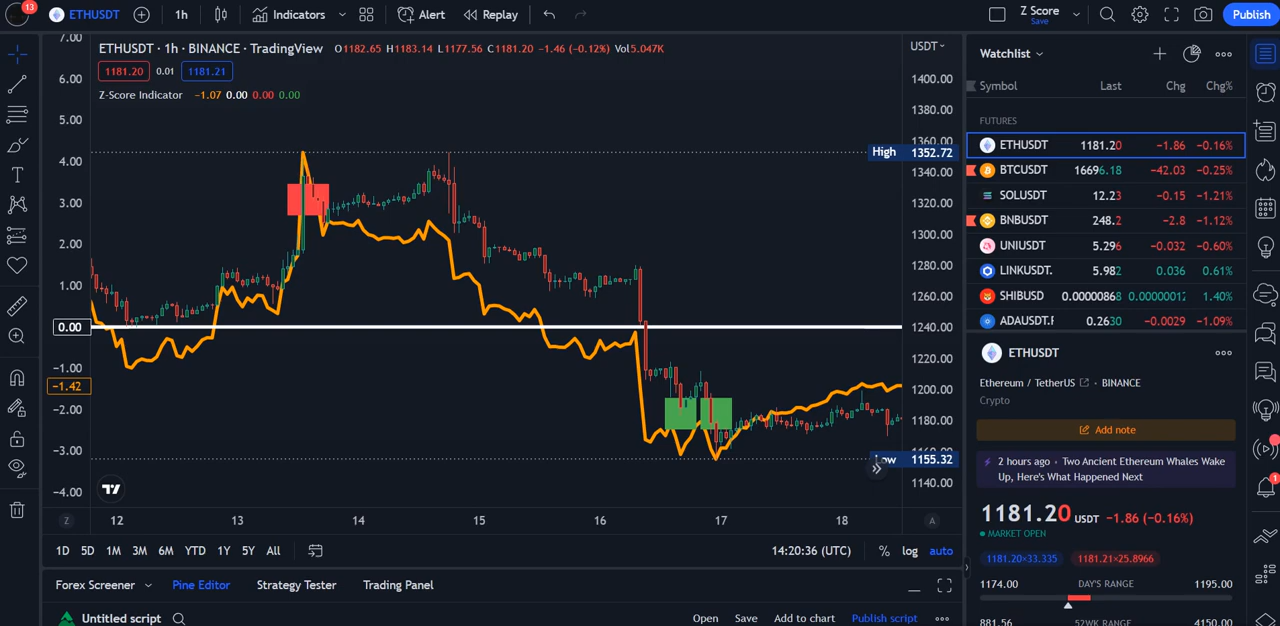 13
ETHUSDT
1h
Indicators
Alert
Replay
Z Score
Save
Publish
ETHUSDT · 1h · BINANCE · TradingView
O1182.65 H1183.14 L1177.56 C1181.20 −1.46 (−0.12%) Vol5.047K
1181.20
0.01
1181.21
Z-Score Indicator −1.07 0.00 0.00 0.00
7.00
6.00
5.00
4.00
3.00
2.00
1.00
0.00
−1.00
−1.42
−2.00
−3.00
−4.00
USDT
1400.00
1380.00
1360.00
High 1352.72
1340.00
1320.00
1300.00
1280.00
1260.00
1240.00
1220.00
1200.00
1180.00
1160.00
Low 1155.32
1140.00
Z
12
13
14
15
16
17
18
A
1D
5D
1M
3M
6M
YTD
1Y
5Y
All
14:20:36 (UTC)
%
log
auto
Forex Screener
Pine Editor
Strategy Tester
Trading Panel
Untitled script
Open
Save
Add to chart
Publish script
Watchlist
Symbol Last Chg Chg%
FUTURES
ETHUSDT 1181.20 −1.86 −0.16%
BTCUSDT 16696.18 −42.03 −0.25%
SOLUSDT 12.23 −0.15 −1.21%
BNBUSDT 248.2 −2.8 −1.12%
UNIUSDT 5.296 −0.032 −0.60%
LINKUSDT. 5.982 0.036 0.61%
SHIBUSD 0.00000868 0.00000012 1.40%
ADAUSDT.F 0.2630 −0.0029 −1.09%
ETHUSDT
Ethereum / TetherUS · BINANCE
Crypto
Add note
2 hours ago · Two Ancient Ethereum Whales Wake
Up, Here's What Happened Next
1181.20 USDT −1.86 (−0.16%)
MARKET OPEN
1181.20×33.335
1181.21×25.8966
1174.00 DAY'S RANGE 1195.00
881.56 52WK RANGE 4150.00
1